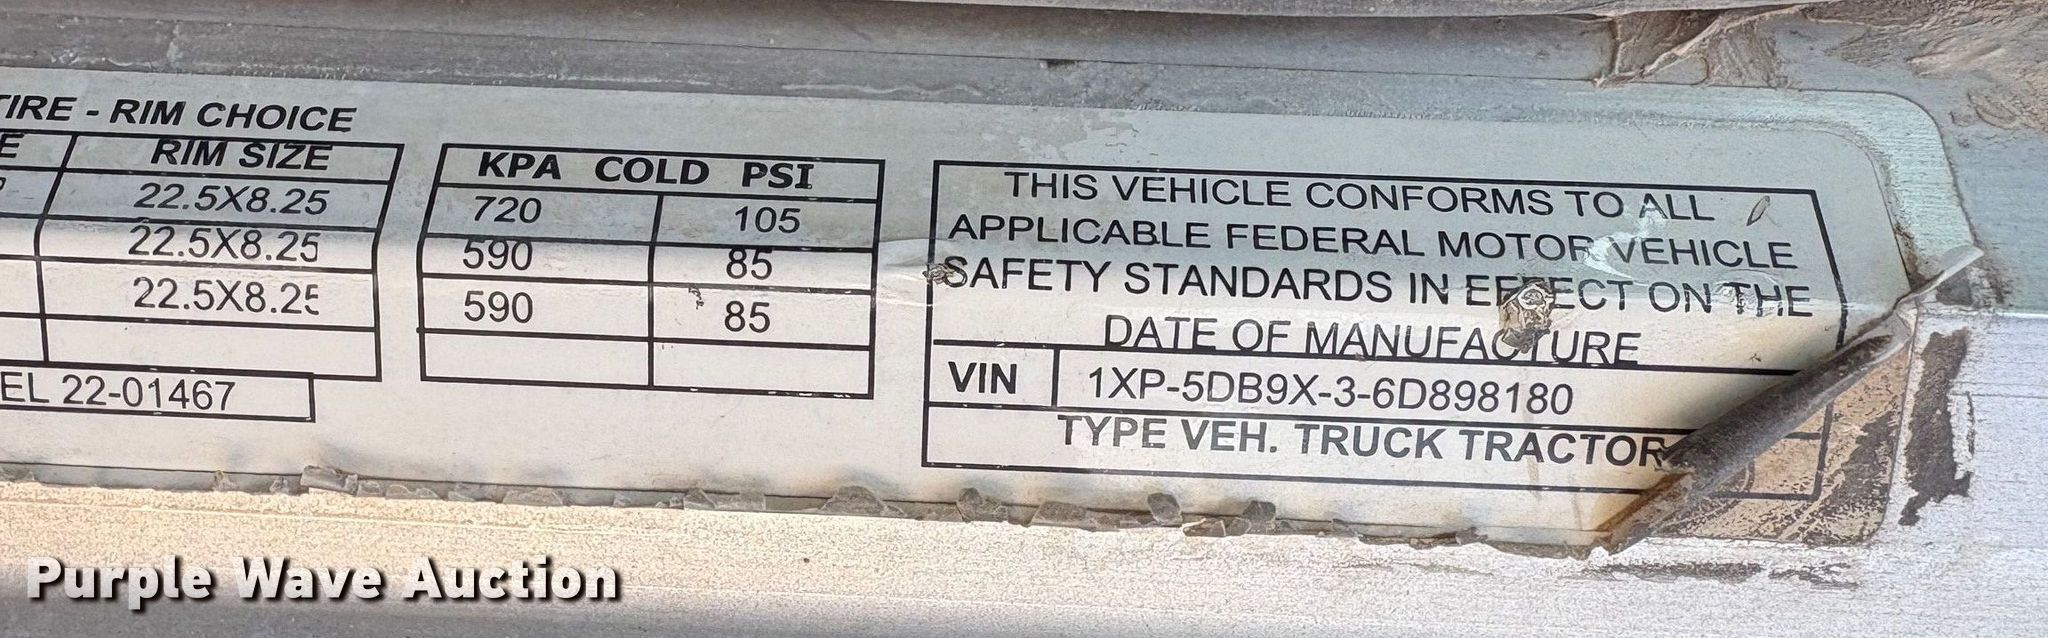 TIRE - RIM CHOICE
RIM SIZE
22.5X8.25
22.5X8.25
22.5X8.25
EL 22-01467
KPA COLD PSI
720 105
590 85
590 85
THIS VEHICLE CONFORMS TO ALL
APPLICABLE FEDERAL MOTOR VEHICLE
SAFETY STANDARDS IN EFFECT ON THE
DATE OF MANUFACTURE
VIN 1XP-5DB9X-3-6D898180
TYPE VEH. TRUCK TRACTOR
Purple Wave Auction